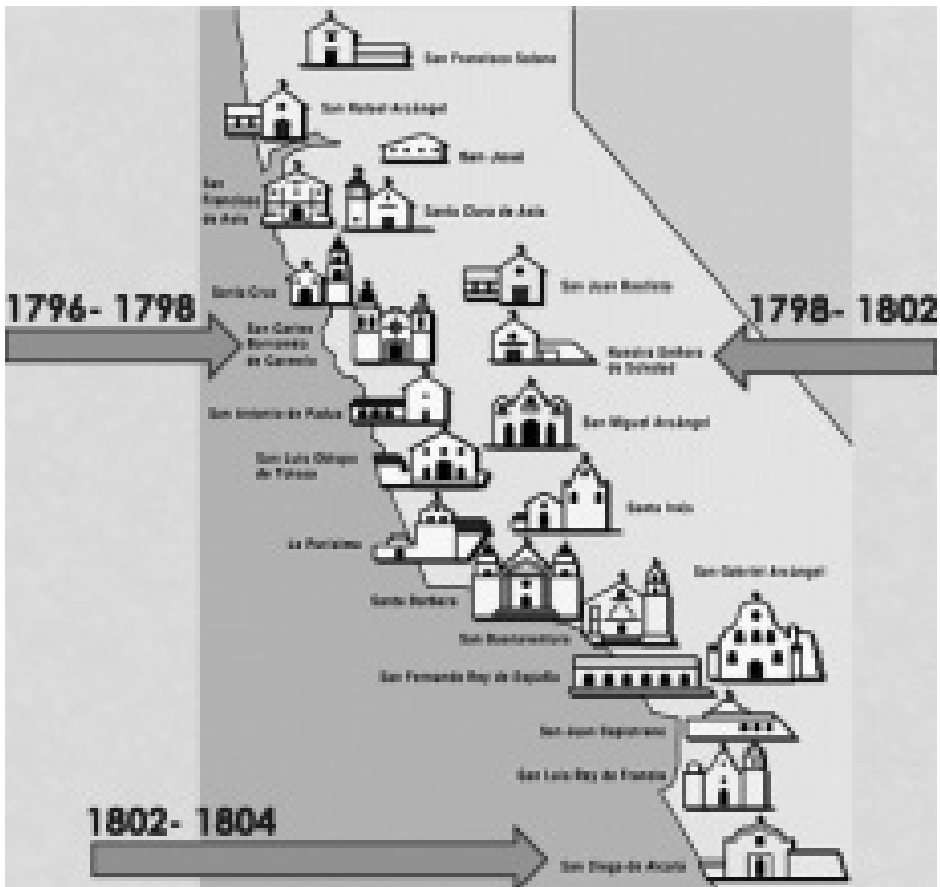 San Francisco Solano
San Rafael Arcángel
San José
San
Francisco
de Asís
Santa Clara de Asís
Santa Cruz
San Juan Bautista
1796- 1798
1798- 1802
San Carlos
Borromeo
de Carmelo
Nuestra Señora
de Soledad
San Antonio de Padua
San Miguel Arcángel
San Luis Obispo
de Tolosa
Santa Inés
La Purísima
San Gabriel Arcángel
Santa Barbara
San Buenaventura
San Fernando Rey de España
San Juan Capistrano
San Luis Rey de Francia
1802- 1804
San Diego de Alcalá